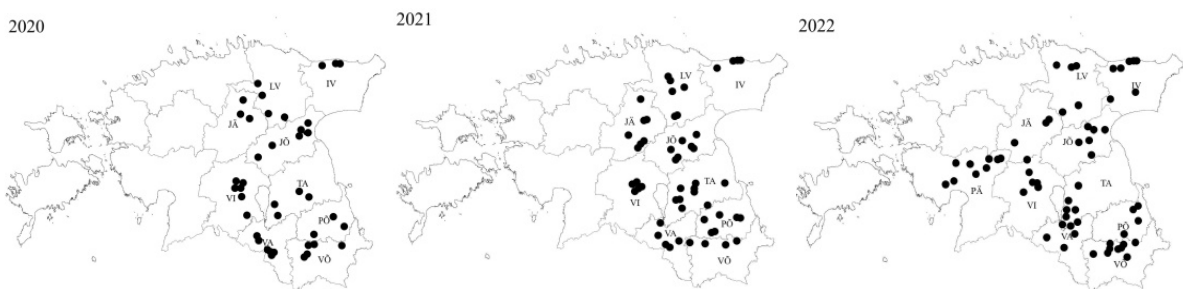 2020
LV
IV
JÄ
JÕ
VI
TA
PÕ
VA
VÕ
2021
LV
IV
JÄ
JÕ
TA
VI
PÕ
VA
VÕ
2022
LV
IV
JÄ
JÕ
PÄ
TA
VI
PÕ
VA
VÕ